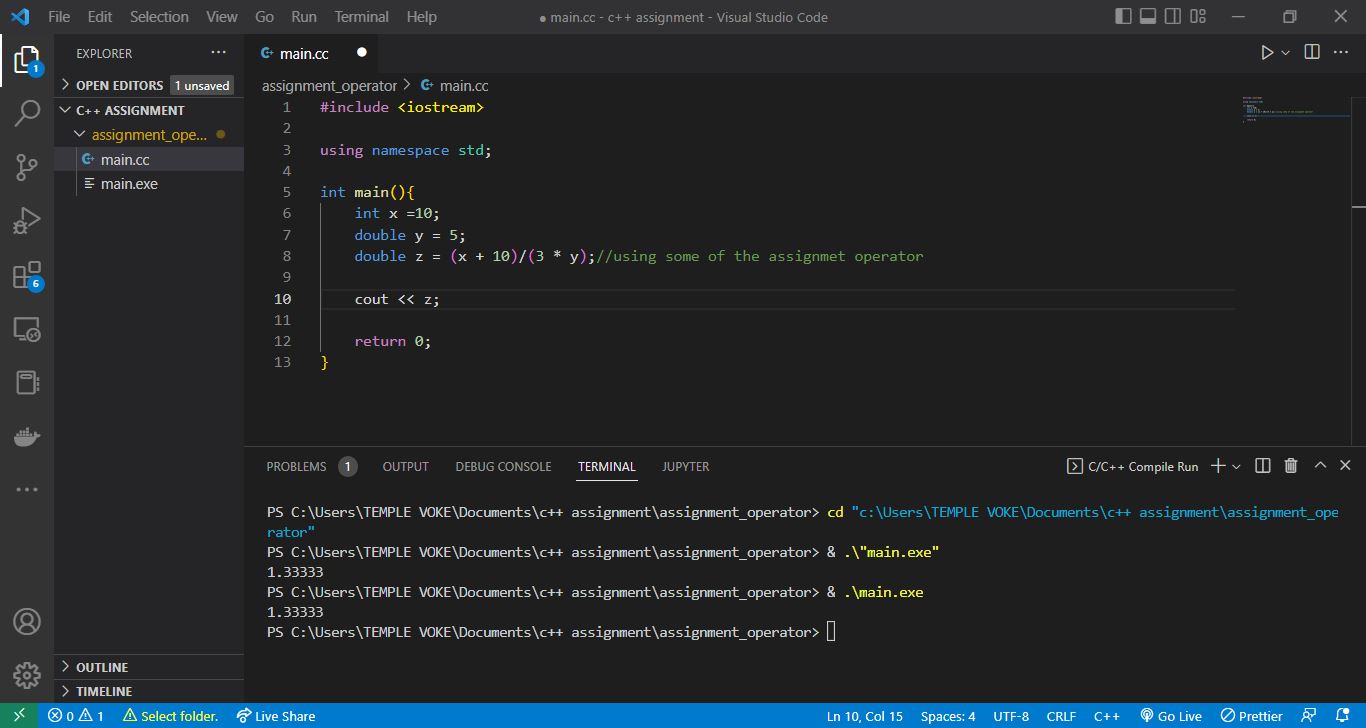 File Edit Selection View Go Run Terminal Help ● main.cc - c++ assignment - Visual Studio Code
EXPLORER ···
OPEN EDITORS 1 unsaved
C++ ASSIGNMENT
assignment_ope...
main.cc
main.exe
OUTLINE
TIMELINE
1
6
main.cc
assignment_operator > main.cc
1 #include <iostream>
2
3 using namespace std;
4
5 int main(){
6 int x =10;
7 double y = 5;
8 double z = (x + 10)/(3 * y);//using some of the assignmet operator
9
10 cout << z;
11
12 return 0;
13 }
PROBLEMS 1 OUTPUT DEBUG CONSOLE TERMINAL JUPYTER C/C++ Compile Run
PS C:\Users\TEMPLE VOKE\Documents\c++ assignment\assignment_operator> cd "c:\Users\TEMPLE VOKE\Documents\c++ assignment\assignment_ope
rator"
PS C:\Users\TEMPLE VOKE\Documents\c++ assignment\assignment_operator> & .\"main.exe"
1.33333
PS C:\Users\TEMPLE VOKE\Documents\c++ assignment\assignment_operator> & .\main.exe
1.33333
PS C:\Users\TEMPLE VOKE\Documents\c++ assignment\assignment_operator>
0 1 Select folder. Live Share Ln 10, Col 15 Spaces: 4 UTF-8 CRLF C++ Go Live Prettier